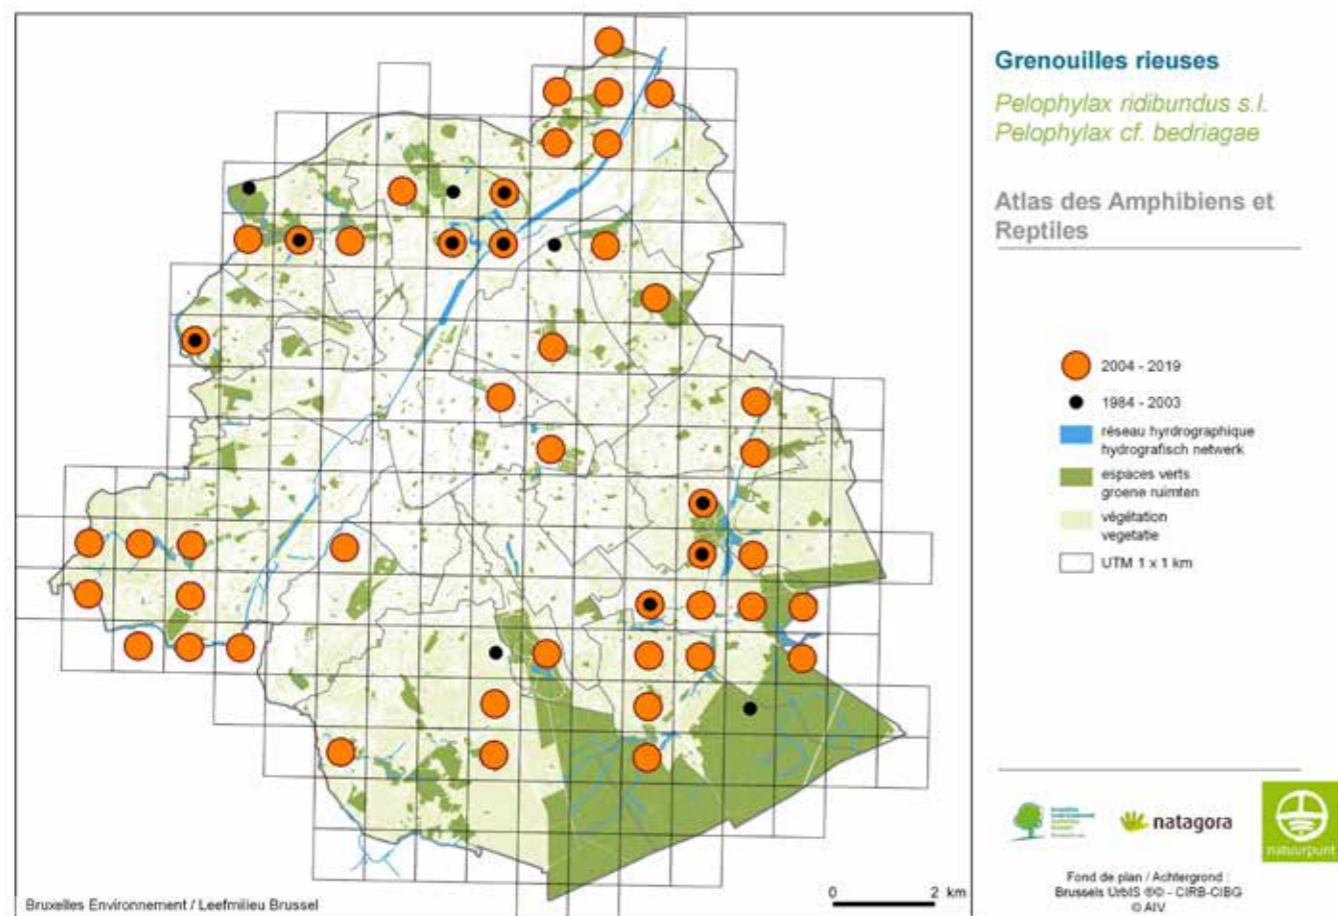 Grenouilles rieuses
Pelophylax ridibundus s.l.
Pelophylax cf. bedriagae
Atlas des Amphibiens et
Reptiles
2004 - 2019
1984 - 2003
réseau hyrdrographique
hydrografisch netwerk
espaces verts
groene ruimten
végétation
vegetatie
UTM 1 x 1 km
natagora
natuurpunt
Fond de plan / Achtergrond :
Brussels UrbIS ®© - CIRB-CIBG
© AIV
0 2 km
Bruxelles Environnement / Leefmilieu Brussel